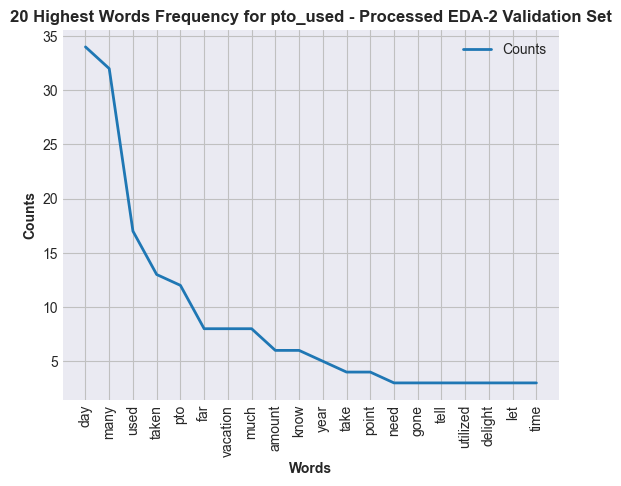 20 Highest Words Frequency for pto_used - Processed EDA-2 Validation Set
Counts
35
30
25
20
15
10
5
Counts
day
many
used
taken
pto
far
vacation
much
amount
know
year
take
point
need
gone
tell
utilized
delight
let
time
Words